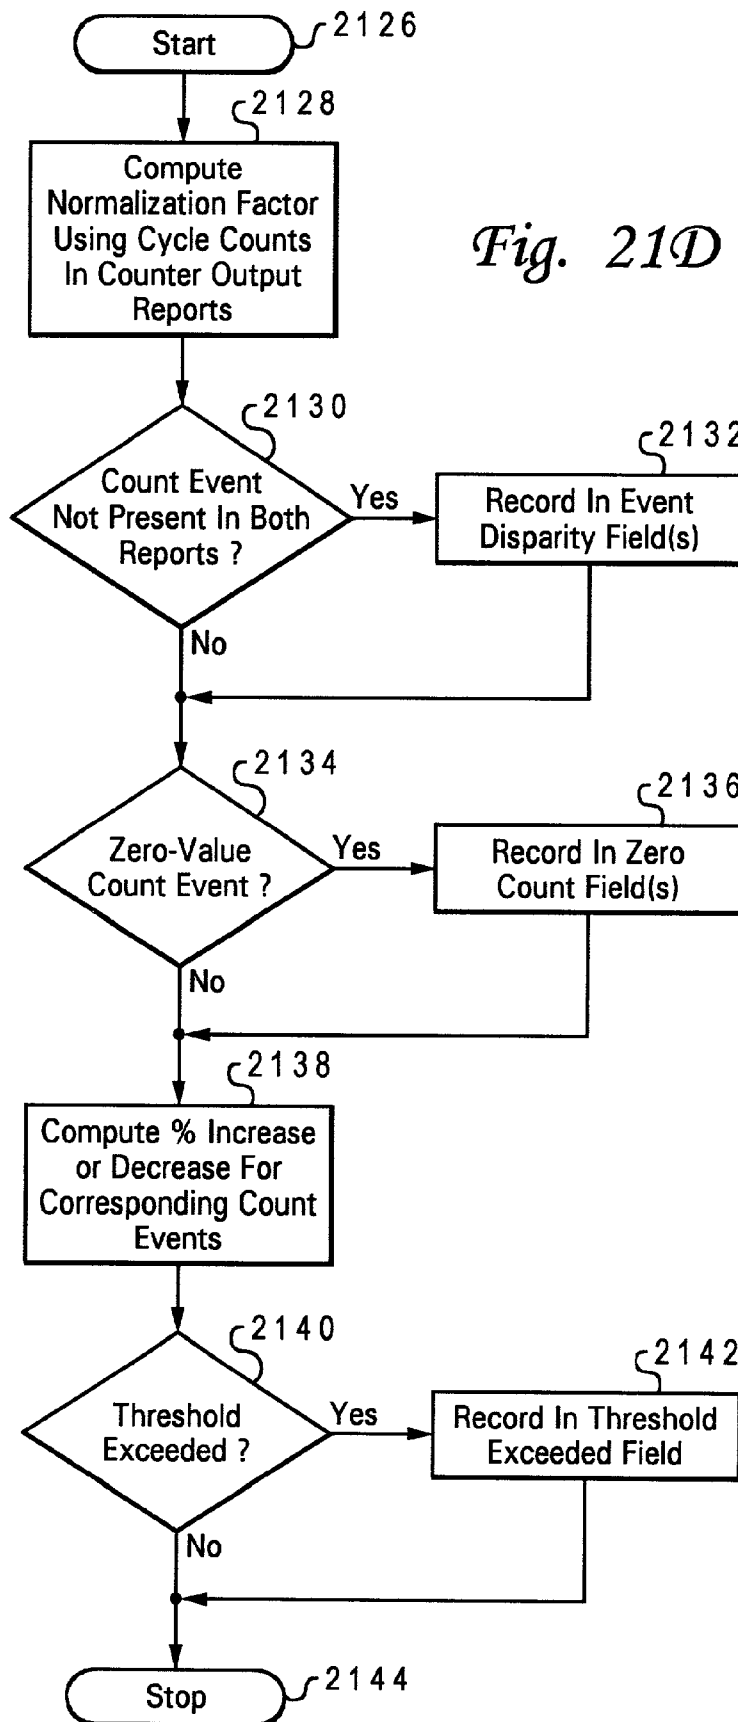 Start
2126
2128
Compute
Normalization Factor
Using Cycle Counts
In Counter Output
Reports
Fig. 21D
2130
Count Event
Not Present In Both
Reports ?
Yes
2132
Record In Event
Disparity Field(s)
No
2134
Zero-Value
Count Event ?
Yes
2136
Record In Zero
Count Field(s)
No
2138
Compute % Increase
or Decrease For
Corresponding Count
Events
2140
Threshold
Exceeded ?
Yes
2142
Record In Threshold
Exceeded Field
No
Stop
2144